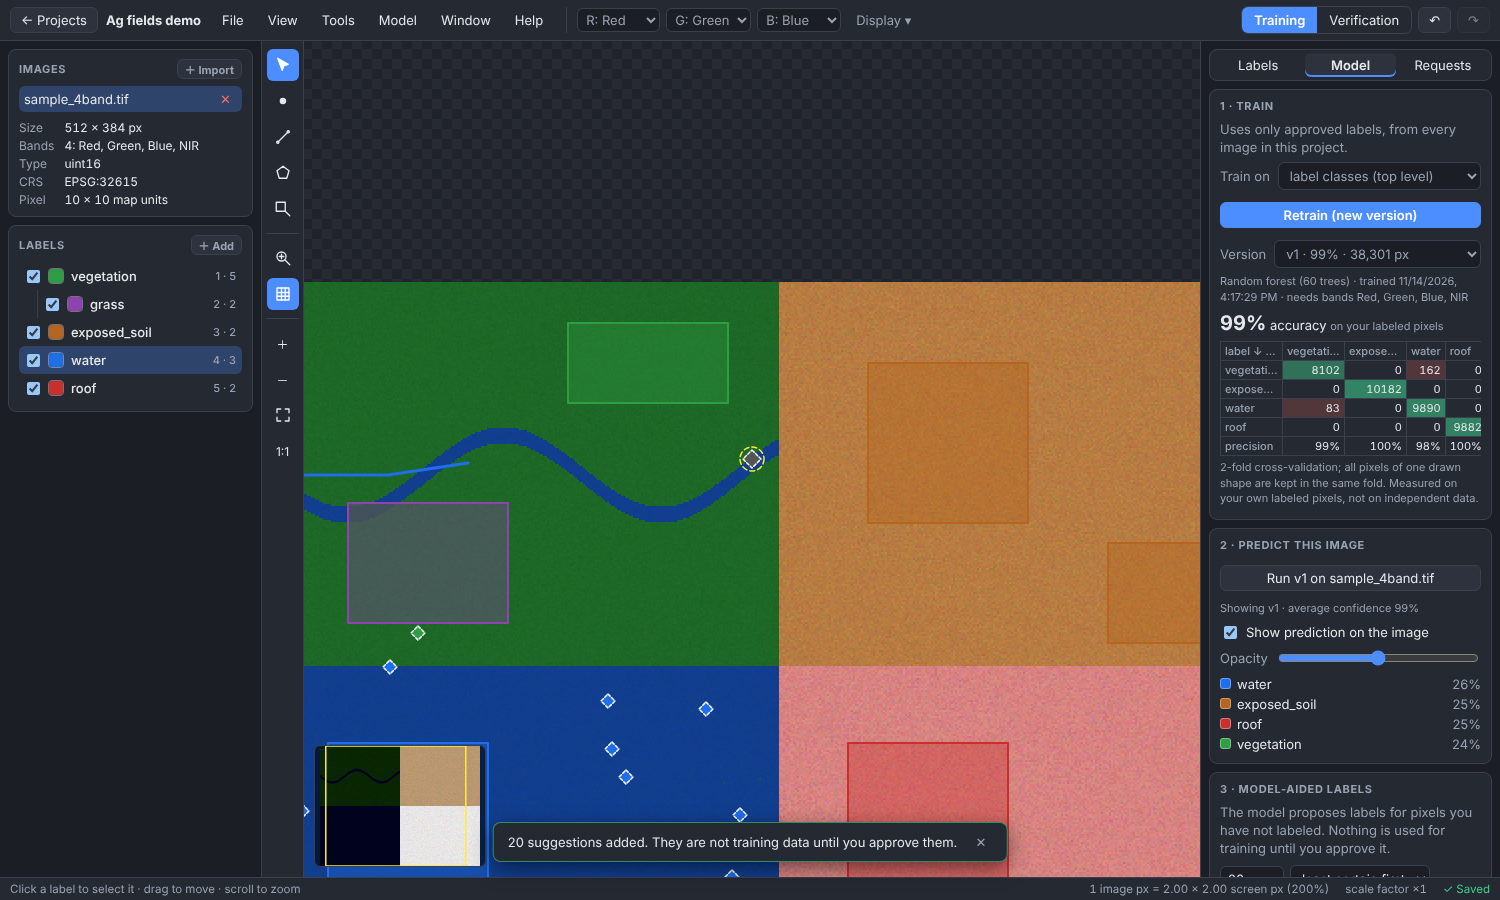 ← Projects Ag fields demo File View Tools Model Window Help R: Red G: Green B: Blue Display ▾ Training Verification
IMAGES + Import
sample_4band.tif ×
Size 512 × 384 px
Bands 4: Red, Green, Blue, NIR
Type uint16
CRS EPSG:32615
Pixel 10 × 10 map units
LABELS + Add
vegetation 1 · 5
grass 2 · 2
exposed_soil 3 · 2
water 4 · 3
roof 5 · 2
1:1
20 suggestions added. They are not training data until you approve them. ×
Labels Model Requests
1 · TRAIN
Uses only approved labels, from every
image in this project.
Train on label classes (top level)
Retrain (new version)
Version v1 · 99% · 38,301 px
Random forest (60 trees) · trained 11/14/2026,
4:17:29 PM · needs bands Red, Green, Blue, NIR
99% accuracy on your labeled pixels
label ↓ ... vegetati... expose... water roof
vegetati... 8102 0 162 0
expose... 0 10182 0 0
water 83 0 9890 0
roof 0 0 0 9882
precision 99% 100% 98% 100%
2-fold cross-validation; all pixels of one drawn
shape are kept in the same fold. Measured on
your own labeled pixels, not on independent data.
2 · PREDICT THIS IMAGE
Run v1 on sample_4band.tif
Showing v1 · average confidence 99%
Show prediction on the image
Opacity
water 26%
exposed_soil 25%
roof 25%
vegetation 24%
3 · MODEL-AIDED LABELS
The model proposes labels for pixels you
have not labeled. Nothing is used for
training until you approve it.
Click a label to select it · drag to move · scroll to zoom 1 image px = 2.00 × 2.00 screen px (200%) scale factor ×1 ✓ Saved